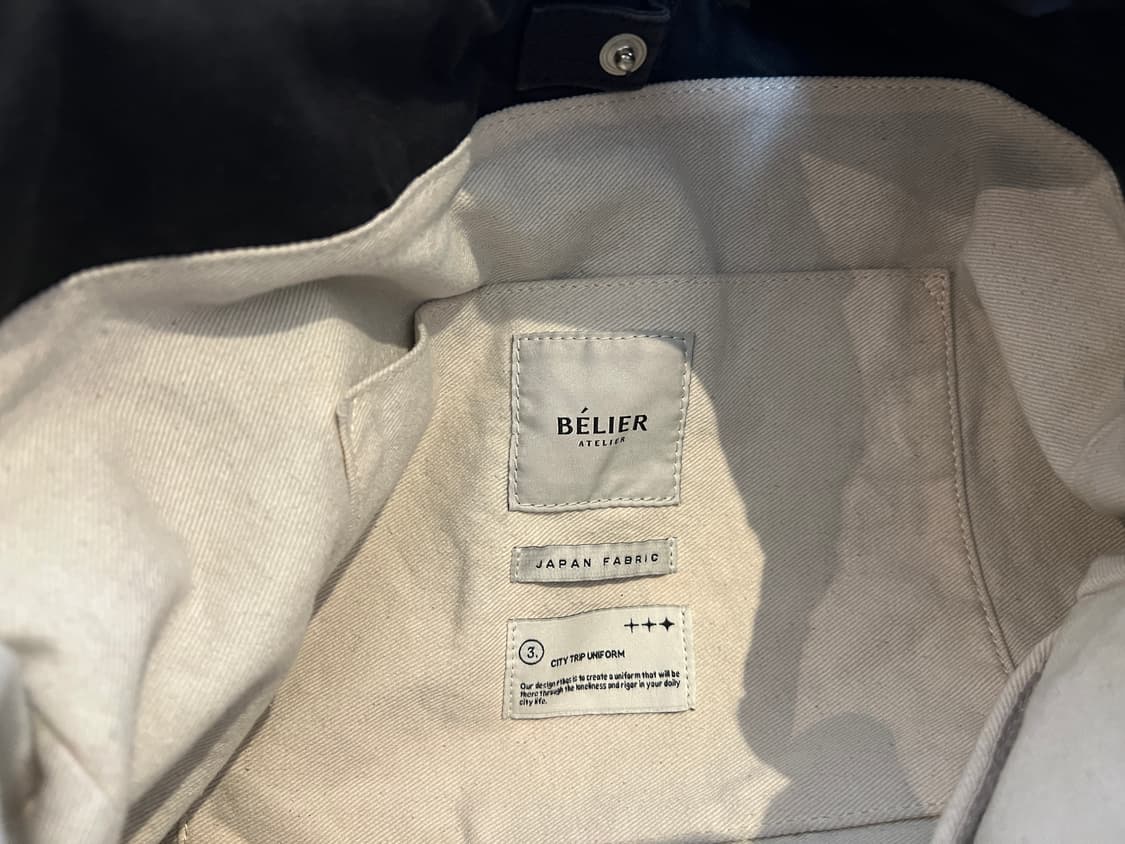 BÉLIER
ATELIER
JAPAN FABRIC
3.
CITY TRIP UNIFORM
Our design ethos is to create a uniform that will be
there through the loneliness and rigor in your daily
city life.